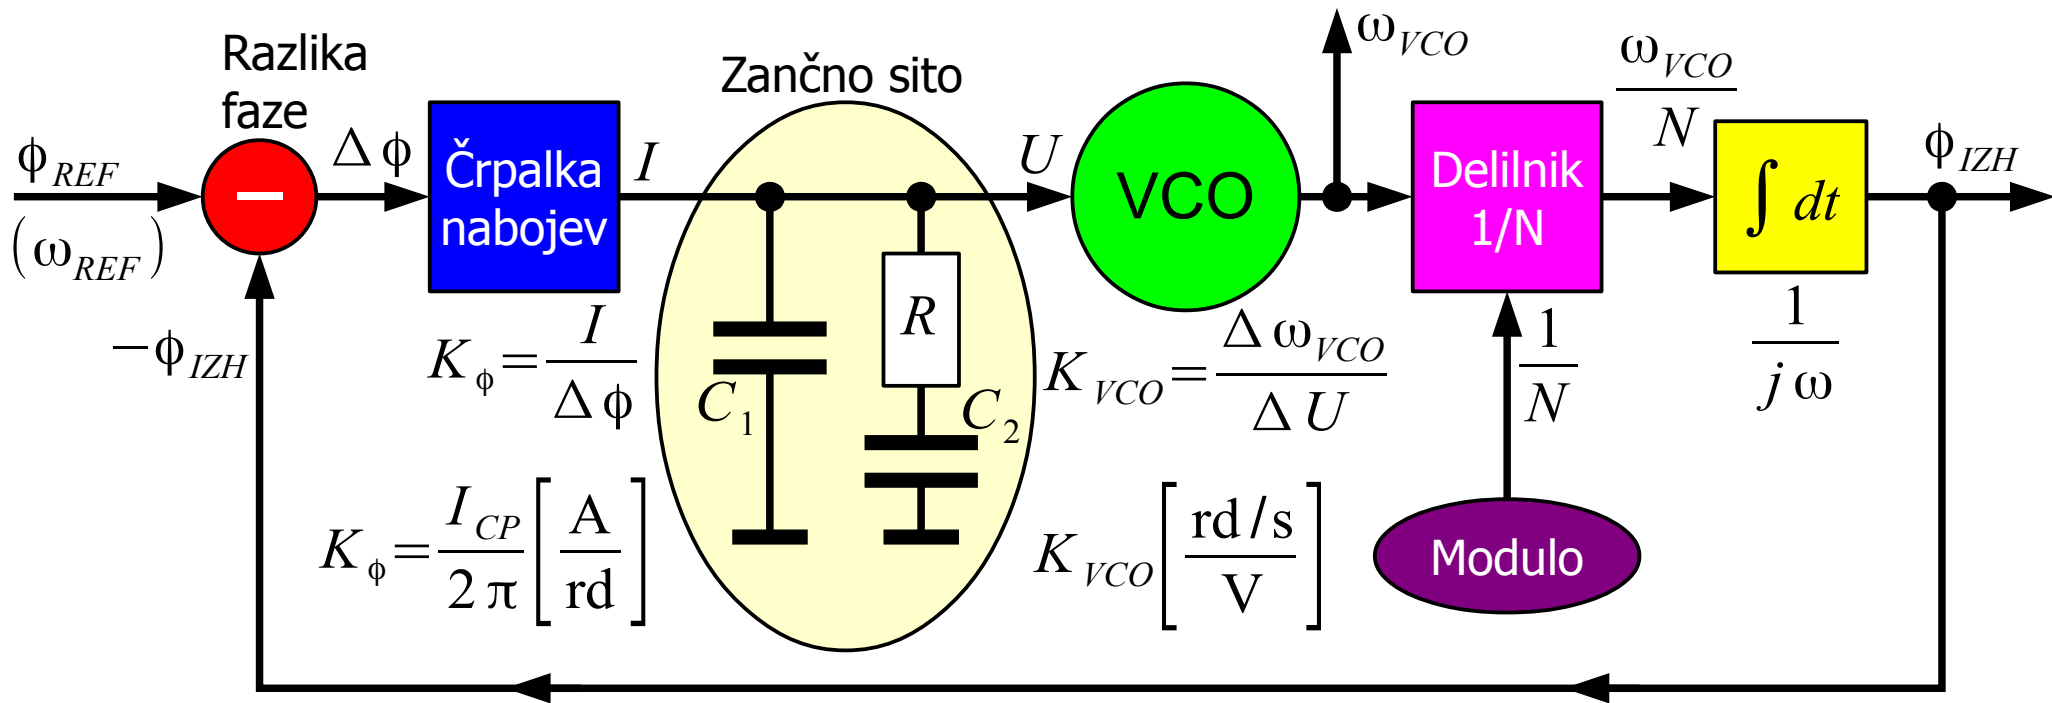 Razlika
faze
Zančno sito
ω_VCO
ω_VCO/N
ϕ_REF
(ω_REF)
−
Δϕ
Črpalka
nabojev
I
U
VCO
Delilnik
1/N
∫ dt
ϕ_IZH
−ϕ_IZH
K_ϕ = I/Δϕ
C_1
R
C_2
K_VCO = Δω_VCO/ΔU
1/N
1/jω
K_ϕ = I_CP/2π [A/rd]
K_VCO [rd/s/V]
Modulo